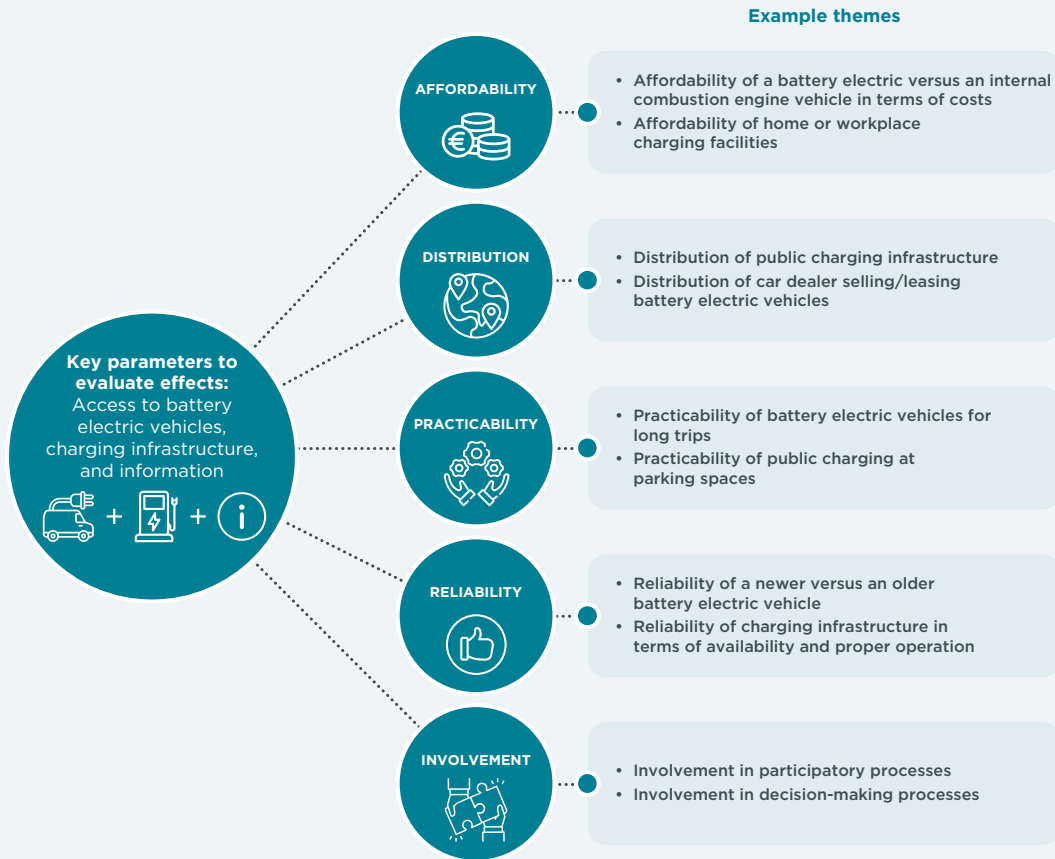 Example themes
AFFORDABILITY
€
• Affordability of a battery electric versus an internal
combustion engine vehicle in terms of costs
• Affordability of home or workplace
charging facilities
DISTRIBUTION
• Distribution of public charging infrastructure
• Distribution of car dealer selling/leasing
battery electric vehicles
Key parameters to
evaluate effects:
Access to battery
electric vehicles,
charging infrastructure,
and information
+ + i
PRACTICABILITY
• Practicability of battery electric vehicles for
long trips
• Practicability of public charging at
parking spaces
RELIABILITY
• Reliability of a newer versus an older
battery electric vehicle
• Reliability of charging infrastructure in
terms of availability and proper operation
INVOLVEMENT
• Involvement in participatory processes
• Involvement in decision-making processes